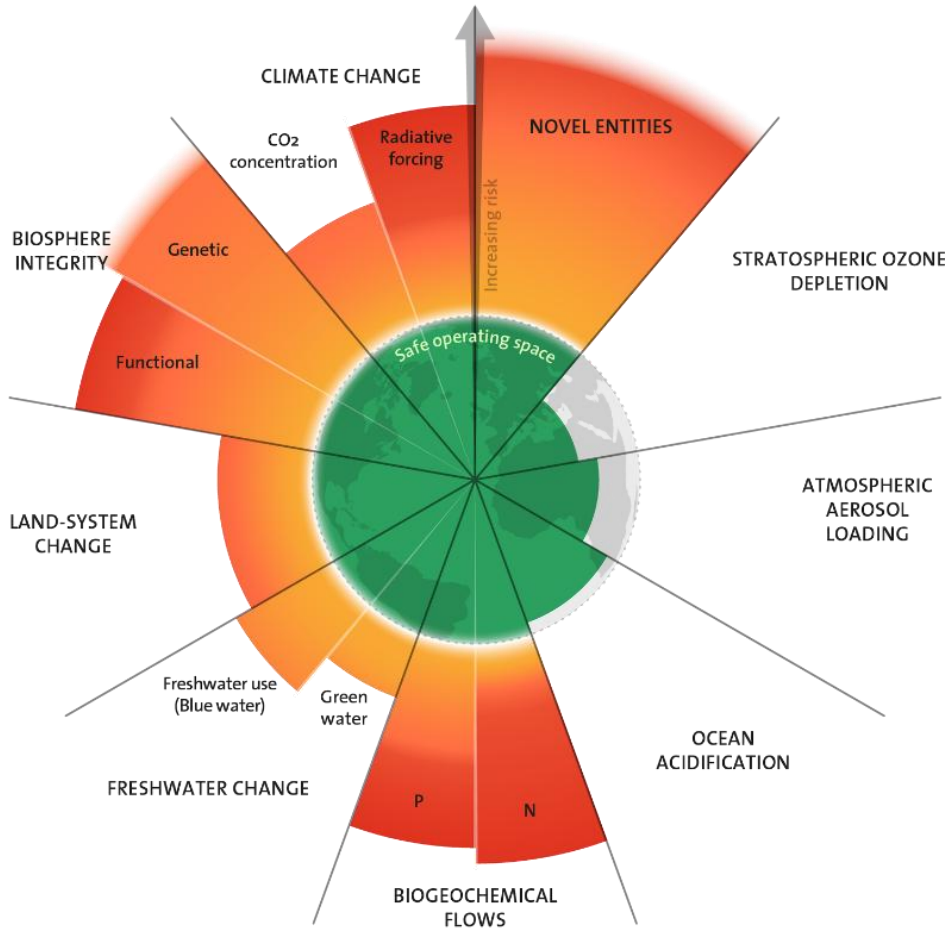 CLIMATE CHANGE
CO2
concentration
Radiative
forcing
NOVEL ENTITIES
Increasing risk
BIOSPHERE
INTEGRITY
Genetic
Functional
STRATOSPHERIC OZONE
DEPLETION
Safe operating space
LAND-SYSTEM
CHANGE
ATMOSPHERIC
AEROSOL
LOADING
Freshwater use
(Blue water)
Green
water
FRESHWATER CHANGE
OCEAN
ACIDIFICATION
P
N
BIOGEOCHEMICAL
FLOWS